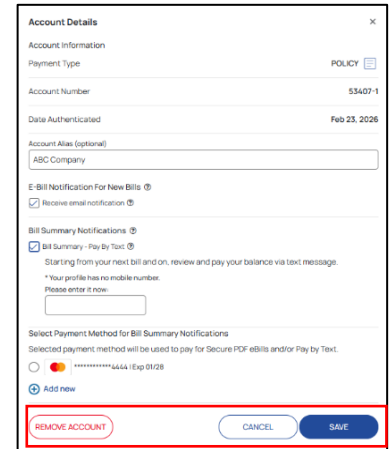 Account Details
Account Information
Payment Type POLICY
Account Number 53407-1
Date Authenticated Feb 23, 2026
Account Alias (optional)
ABC Company
E-Bill Notification For New Bills
Receive email notification
Bill Summary Notifications
Bill Summary - Pay By Text
Starting from your next bill and on, review and pay your balance via text message.
* Your profile has no mobile number.
Please enter it now:
Select Payment Method for Bill Summary Notifications
Selected payment method will be used to pay for Secure PDF eBills and/or Pay by Text.
************4444 | Exp 01/28
Add new
REMOVE ACCOUNT CANCEL SAVE